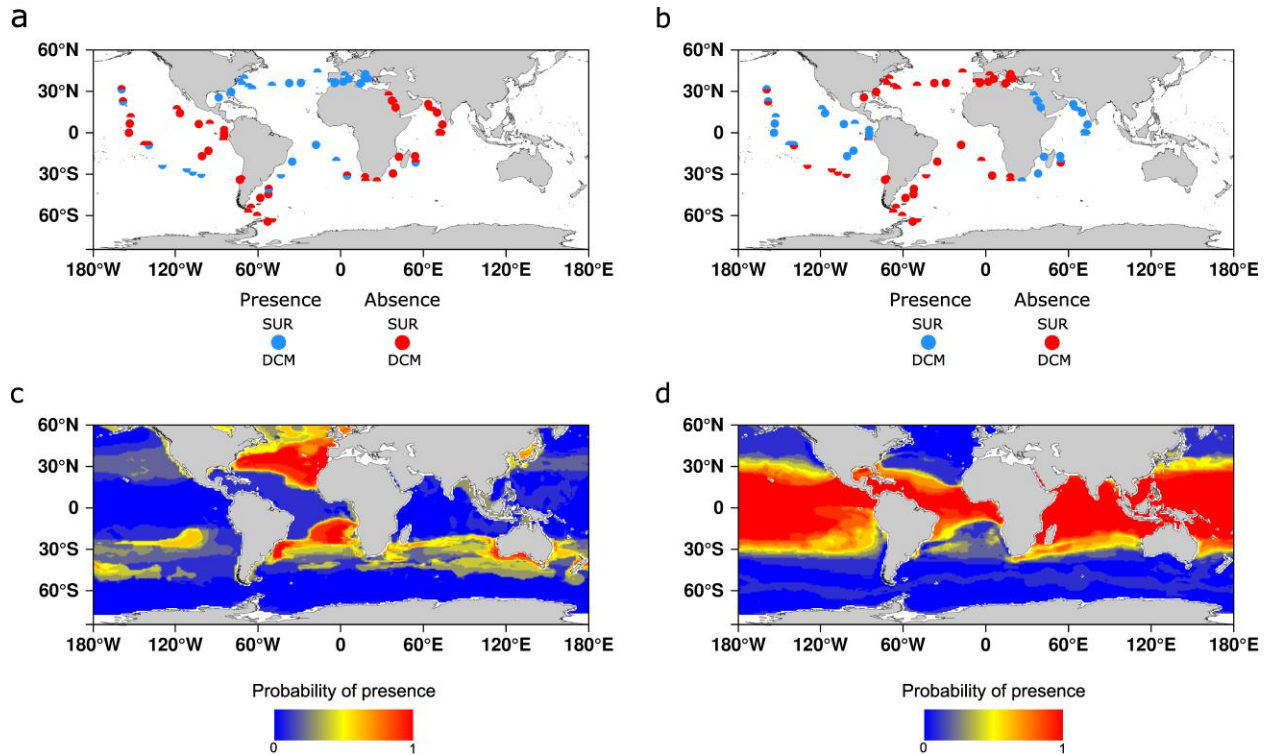 a
60°N
30°N
0
30°S
60°S
180°W
120°W
60°W
0
60°E
120°E
180°E
Presence
Absence
SUR
SUR
DCM
DCM
b
60°N
30°N
0
30°S
60°S
180°W
120°W
60°W
0
60°E
120°E
180°E
Presence
Absence
SUR
SUR
DCM
DCM
c
60°N
30°N
0
30°S
60°S
180°W
120°W
60°W
0
60°E
120°E
180°E
Probability of presence
0
1
d
60°N
30°N
0
30°S
60°S
180°W
120°W
60°W
0
60°E
120°E
180°E
Probability of presence
0
1